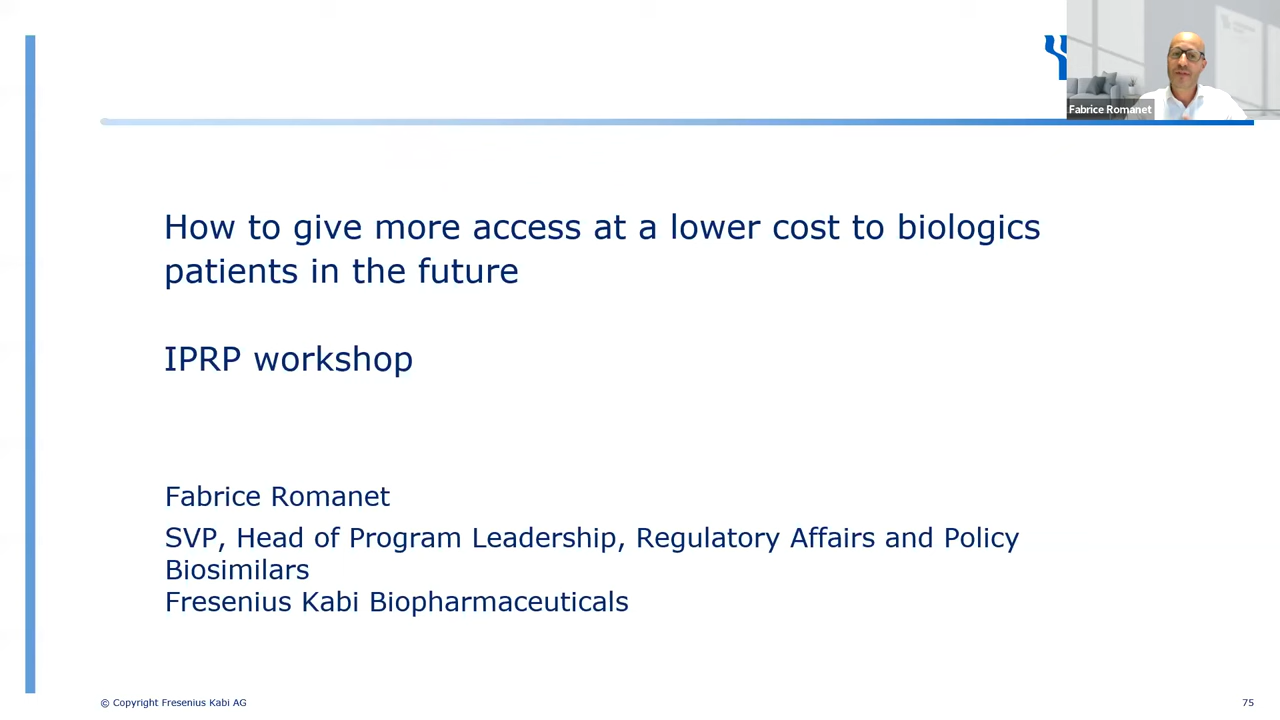 Fabrice Romanet
How to give more access at a lower cost to biologics
patients in the future
IPRP workshop
Fabrice Romanet
SVP, Head of Program Leadership, Regulatory Affairs and Policy
Biosimilars
Fresenius Kabi Biopharmaceuticals
© Copyright Fresenius Kabi AG
75